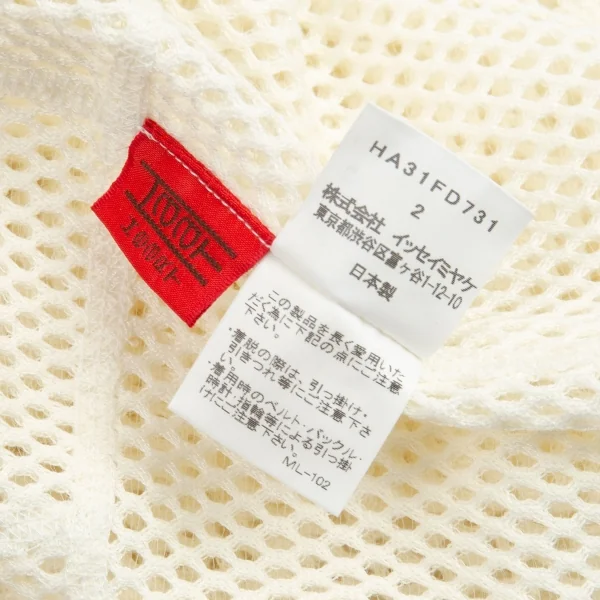 HA31FD731
2
株式会社 イッセイミヤケ
東京都渋谷区富ヶ谷1-12-10
日本製
この製品を長く愛用いた
だく為に下記の点にご注意
下さい。
・着脱の際は、引っ掛け・
引きつれ等にご注意下さ
い。
・着用時のベルト・バックル・
時計・指輪等による引っ掛
けにご注意下さい。
ML-102